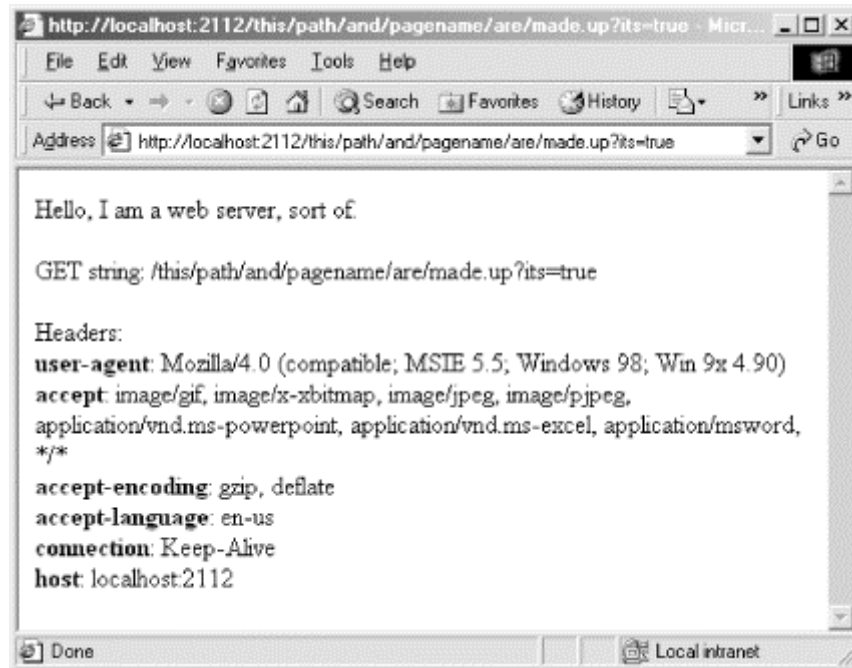 http://localhost:2112/this/path/and/pagename/are/made.up?its=true - Micr...
File Edit View Favorites Tools Help
Back Search Favorites History » Links »
Address http://localhost:2112/this/path/and/pagename/are/made.up?its=true Go
Hello, I am a web server, sort of.
GET string: /this/path/and/pagename/are/made.up?its=true
Headers:
user-agent: Mozilla/4.0 (compatible; MSIE 5.5; Windows 98; Win 9x 4.90)
accept: image/gif, image/x-xbitmap, image/jpeg, image/pjpeg,
application/vnd.ms-powerpoint, application/vnd.ms-excel, application/msword,
*/*
accept-encoding: gzip, deflate
accept-language: en-us
connection: Keep-Alive
host: localhost:2112
Done Local intranet